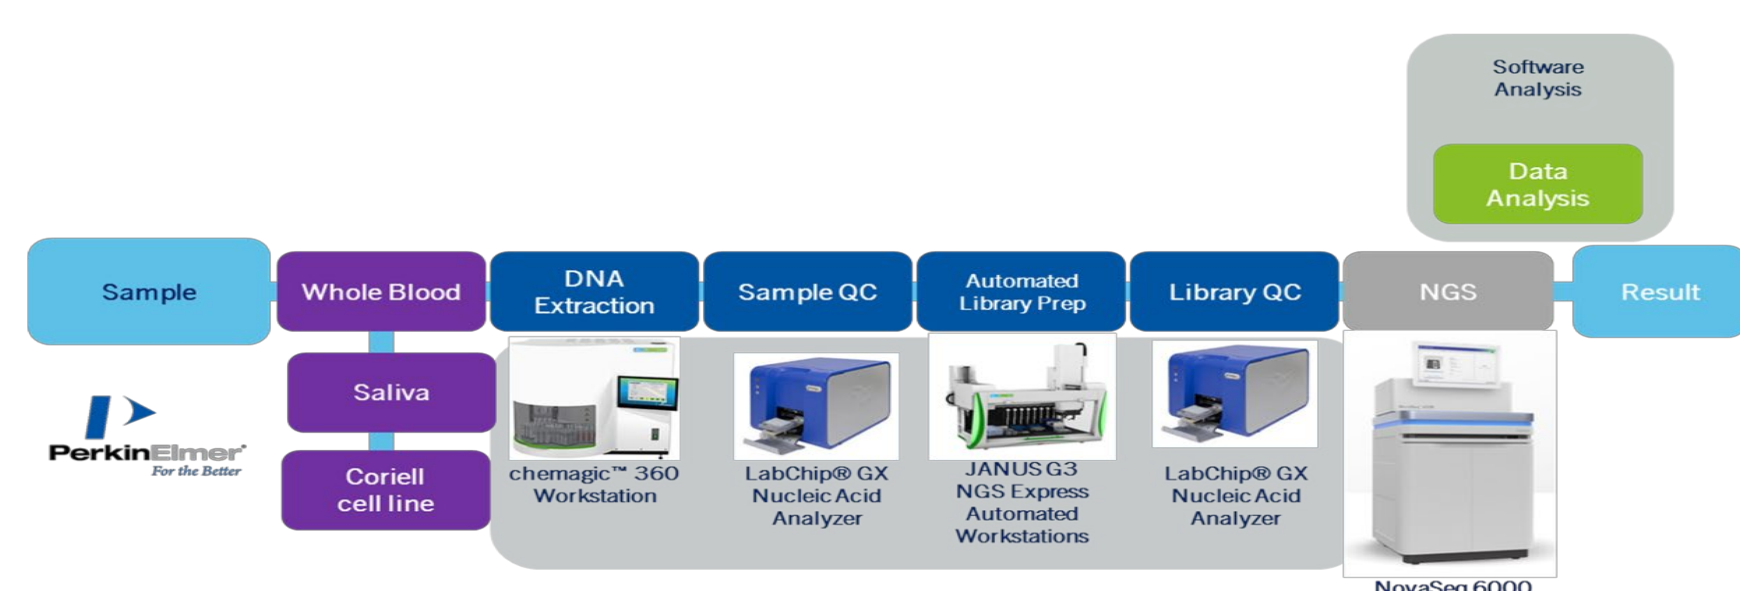 Software
Analysis
Data
Analysis
Sample
Whole Blood
DNA
Extraction
Sample QC
Automated
Library Prep
Library QC
NGS
Result
Saliva
Coriell
cell line
PerkinElmer®
For the Better
chemagic™ 360
Workstation
LabChip® GX
Nucleic Acid
Analyzer
JANUS G3
NGS Express
Automated
Workstations
LabChip® GX
Nucleic Acid
Analyzer
NovaSeq 6000